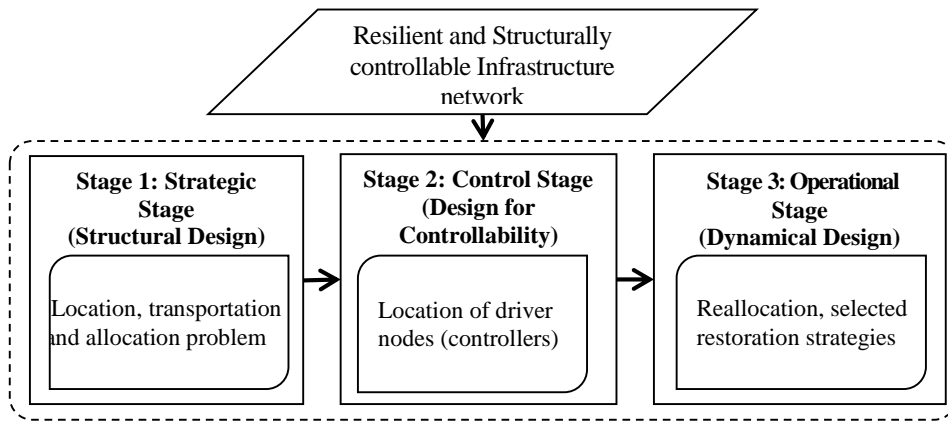 Resilient and Structurally
controllable Infrastructure
network
Stage 1: Strategic
Stage
(Structural Design)
Location, transportation
and allocation problem
Stage 2: Control Stage
(Design for
Controllability)
Location of driver
nodes (controllers)
Stage 3: Operational
Stage
(Dynamical Design)
Reallocation, selected
restoration strategies